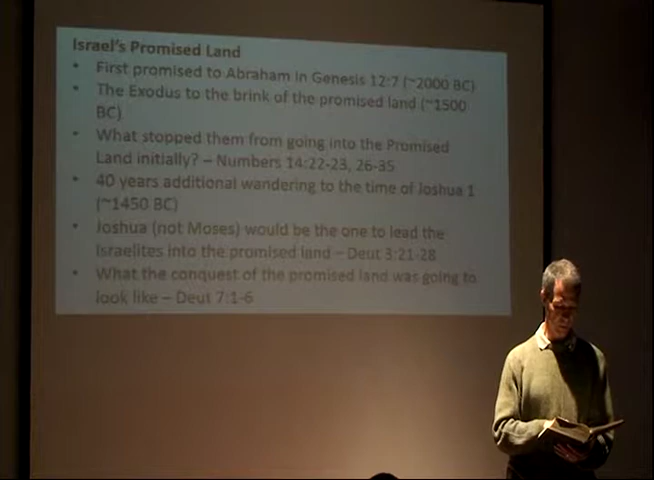 Israel's Promised Land
• First promised to Abraham in Genesis 12:7 (~2000 BC)
• The Exodus to the brink of the promised land (~1500
BC)
• What stopped them from going into the Promised
Land initially? – Numbers 14:22-23, 26-35
• 40 years additional wandering to the time of Joshua 1
(~1450 BC)
• Joshua (not Moses) would be the one to lead the
Israelites into the promised land – Deut 3:21-28
• What the conquest of the promised land was going to
look like – Deut 7:1-6